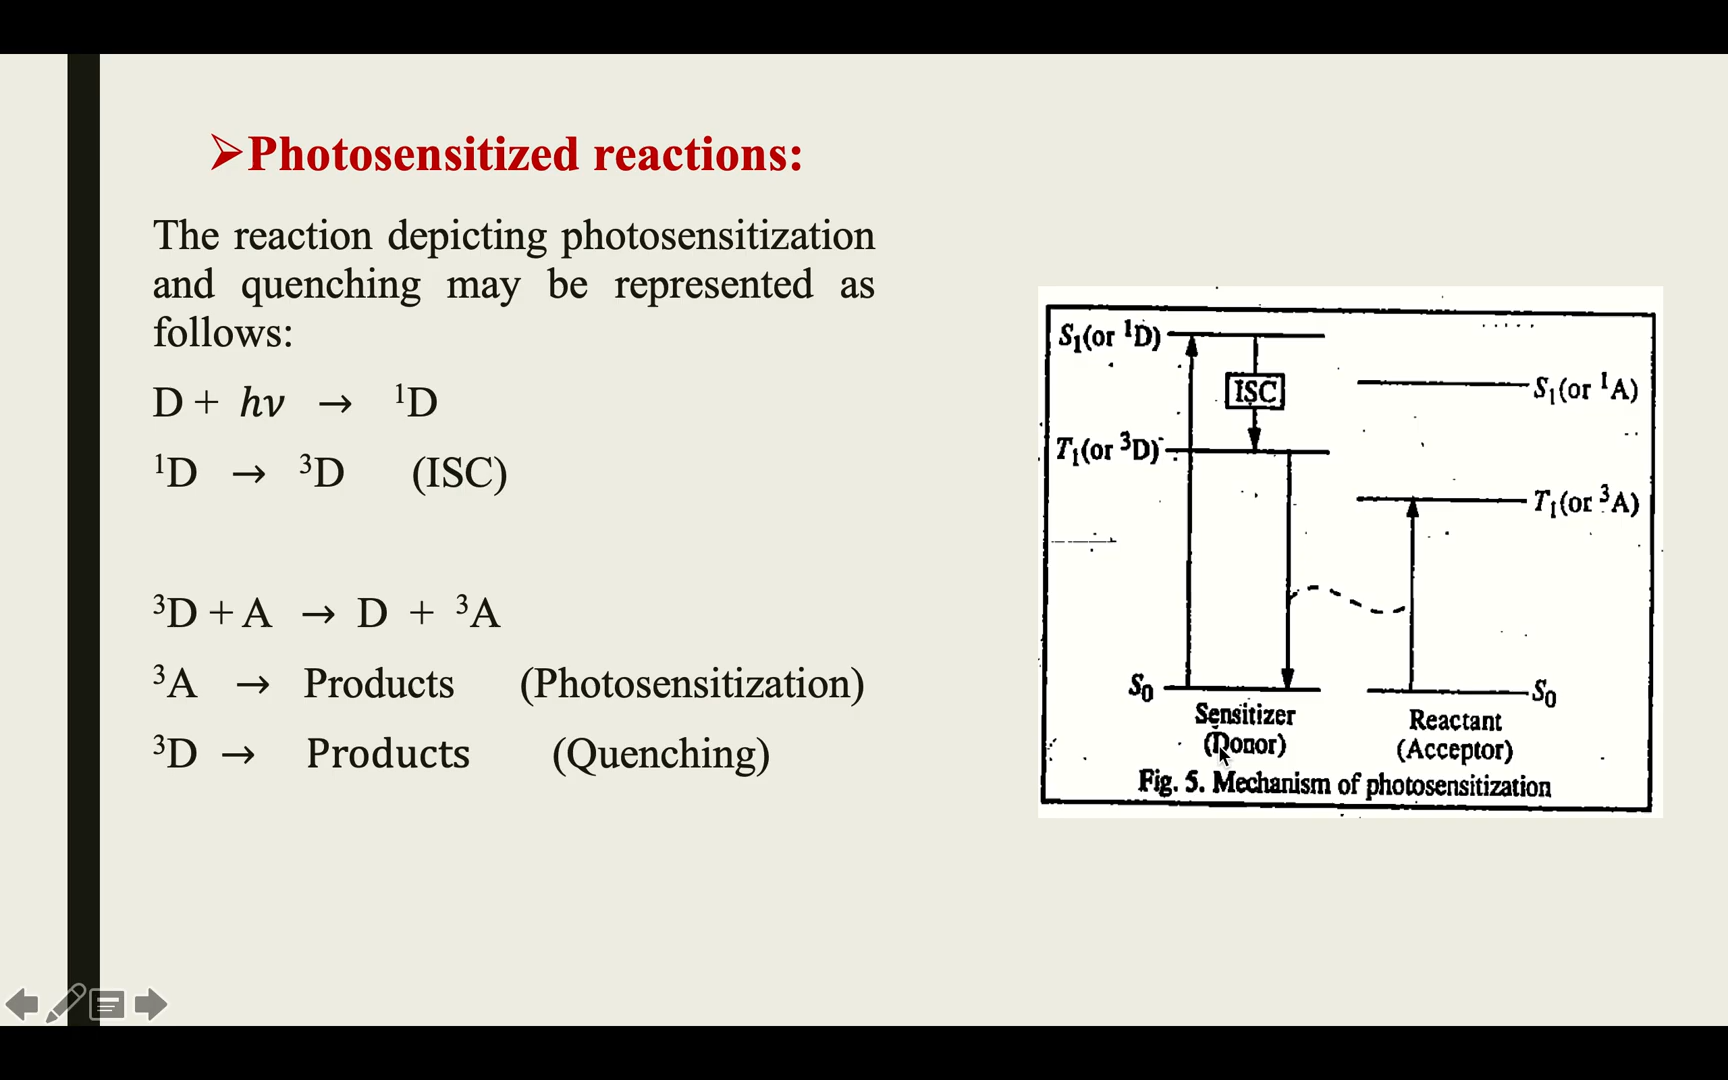 ➢Photosensitized reactions:
The reaction depicting photosensitization
and quenching may be represented as
follows:
D + hν → ¹D
¹D → ³D (ISC)
³D + A → D + ³A
³A → Products (Photosensitization)
³D → Products (Quenching)
S₁(or ¹D)
ISC
S₁(or ¹A)
T₁(or ³D)
T₁(or ³A)
S₀
S₀
Sensitizer
(Donor)
Reactant
(Acceptor)
Fig. 5. Mechanism of photosensitization